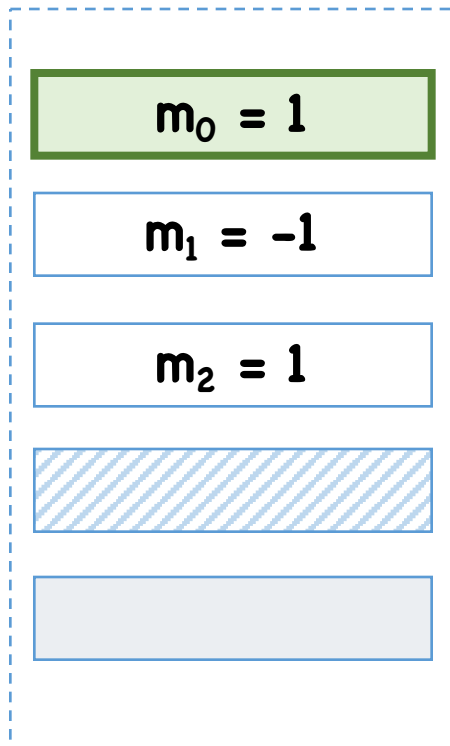 m₀ = 1
m₁ = -1
m₂ = 1